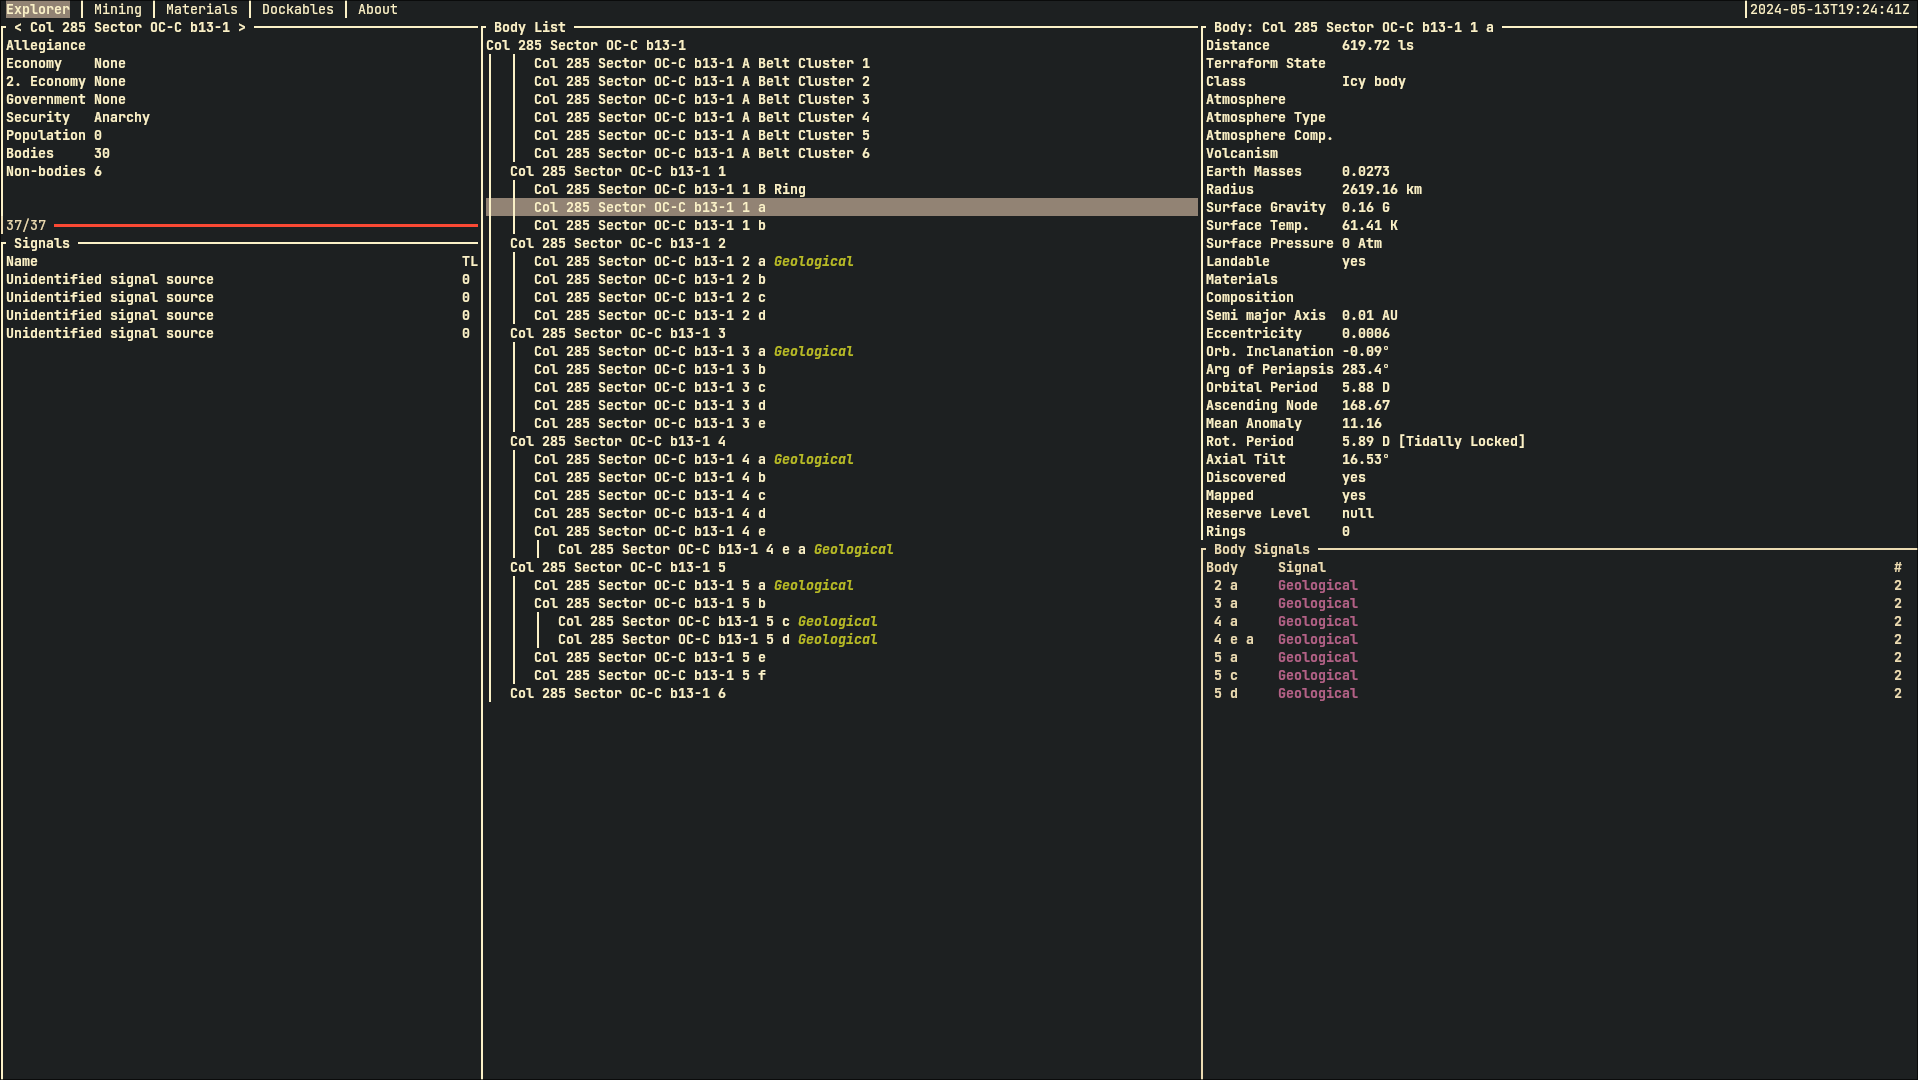 Explorer | Mining | Materials | Dockables | About | 2024-05-13T19:24:41Z
< Col 285 Sector OC-C b13-1 >
Allegiance
Economy None
2. Economy None
Government None
Security Anarchy
Population 0
Bodies 30
Non-bodies 6
37/37
Signals
Name TL
Unidentified signal source 0
Unidentified signal source 0
Unidentified signal source 0
Unidentified signal source 0
Body List
Col 285 Sector OC-C b13-1
Col 285 Sector OC-C b13-1 A Belt Cluster 1
Col 285 Sector OC-C b13-1 A Belt Cluster 2
Col 285 Sector OC-C b13-1 A Belt Cluster 3
Col 285 Sector OC-C b13-1 A Belt Cluster 4
Col 285 Sector OC-C b13-1 A Belt Cluster 5
Col 285 Sector OC-C b13-1 A Belt Cluster 6
Col 285 Sector OC-C b13-1 1
Col 285 Sector OC-C b13-1 1 B Ring
Col 285 Sector OC-C b13-1 1 a
Col 285 Sector OC-C b13-1 1 b
Col 285 Sector OC-C b13-1 2
Col 285 Sector OC-C b13-1 2 a Geological
Col 285 Sector OC-C b13-1 2 b
Col 285 Sector OC-C b13-1 2 c
Col 285 Sector OC-C b13-1 2 d
Col 285 Sector OC-C b13-1 3
Col 285 Sector OC-C b13-1 3 a Geological
Col 285 Sector OC-C b13-1 3 b
Col 285 Sector OC-C b13-1 3 c
Col 285 Sector OC-C b13-1 3 d
Col 285 Sector OC-C b13-1 3 e
Col 285 Sector OC-C b13-1 4
Col 285 Sector OC-C b13-1 4 a Geological
Col 285 Sector OC-C b13-1 4 b
Col 285 Sector OC-C b13-1 4 c
Col 285 Sector OC-C b13-1 4 d
Col 285 Sector OC-C b13-1 4 e
Col 285 Sector OC-C b13-1 4 e a Geological
Col 285 Sector OC-C b13-1 5
Col 285 Sector OC-C b13-1 5 a Geological
Col 285 Sector OC-C b13-1 5 b
Col 285 Sector OC-C b13-1 5 c Geological
Col 285 Sector OC-C b13-1 5 d Geological
Col 285 Sector OC-C b13-1 5 e
Col 285 Sector OC-C b13-1 5 f
Col 285 Sector OC-C b13-1 6
Body: Col 285 Sector OC-C b13-1 1 a
Distance 619.72 ls
Terraform State
Class Icy body
Atmosphere
Atmosphere Type
Atmosphere Comp.
Volcanism
Earth Masses 0.0273
Radius 2619.16 km
Surface Gravity 0.16 G
Surface Temp. 61.41 K
Surface Pressure 0 Atm
Landable yes
Materials
Composition
Semi major Axis 0.01 AU
Eccentricity 0.0006
Orb. Inclanation -0.09°
Arg of Periapsis 283.4°
Orbital Period 5.88 D
Ascending Node 168.67
Mean Anomaly 11.16
Rot. Period 5.89 D [Tidally Locked]
Axial Tilt 16.53°
Discovered yes
Mapped yes
Reserve Level null
Rings 0
Body Signals
Body Signal #
2 a Geological 2
3 a Geological 2
4 a Geological 2
4 e a Geological 2
5 a Geological 2
5 c Geological 2
5 d Geological 2